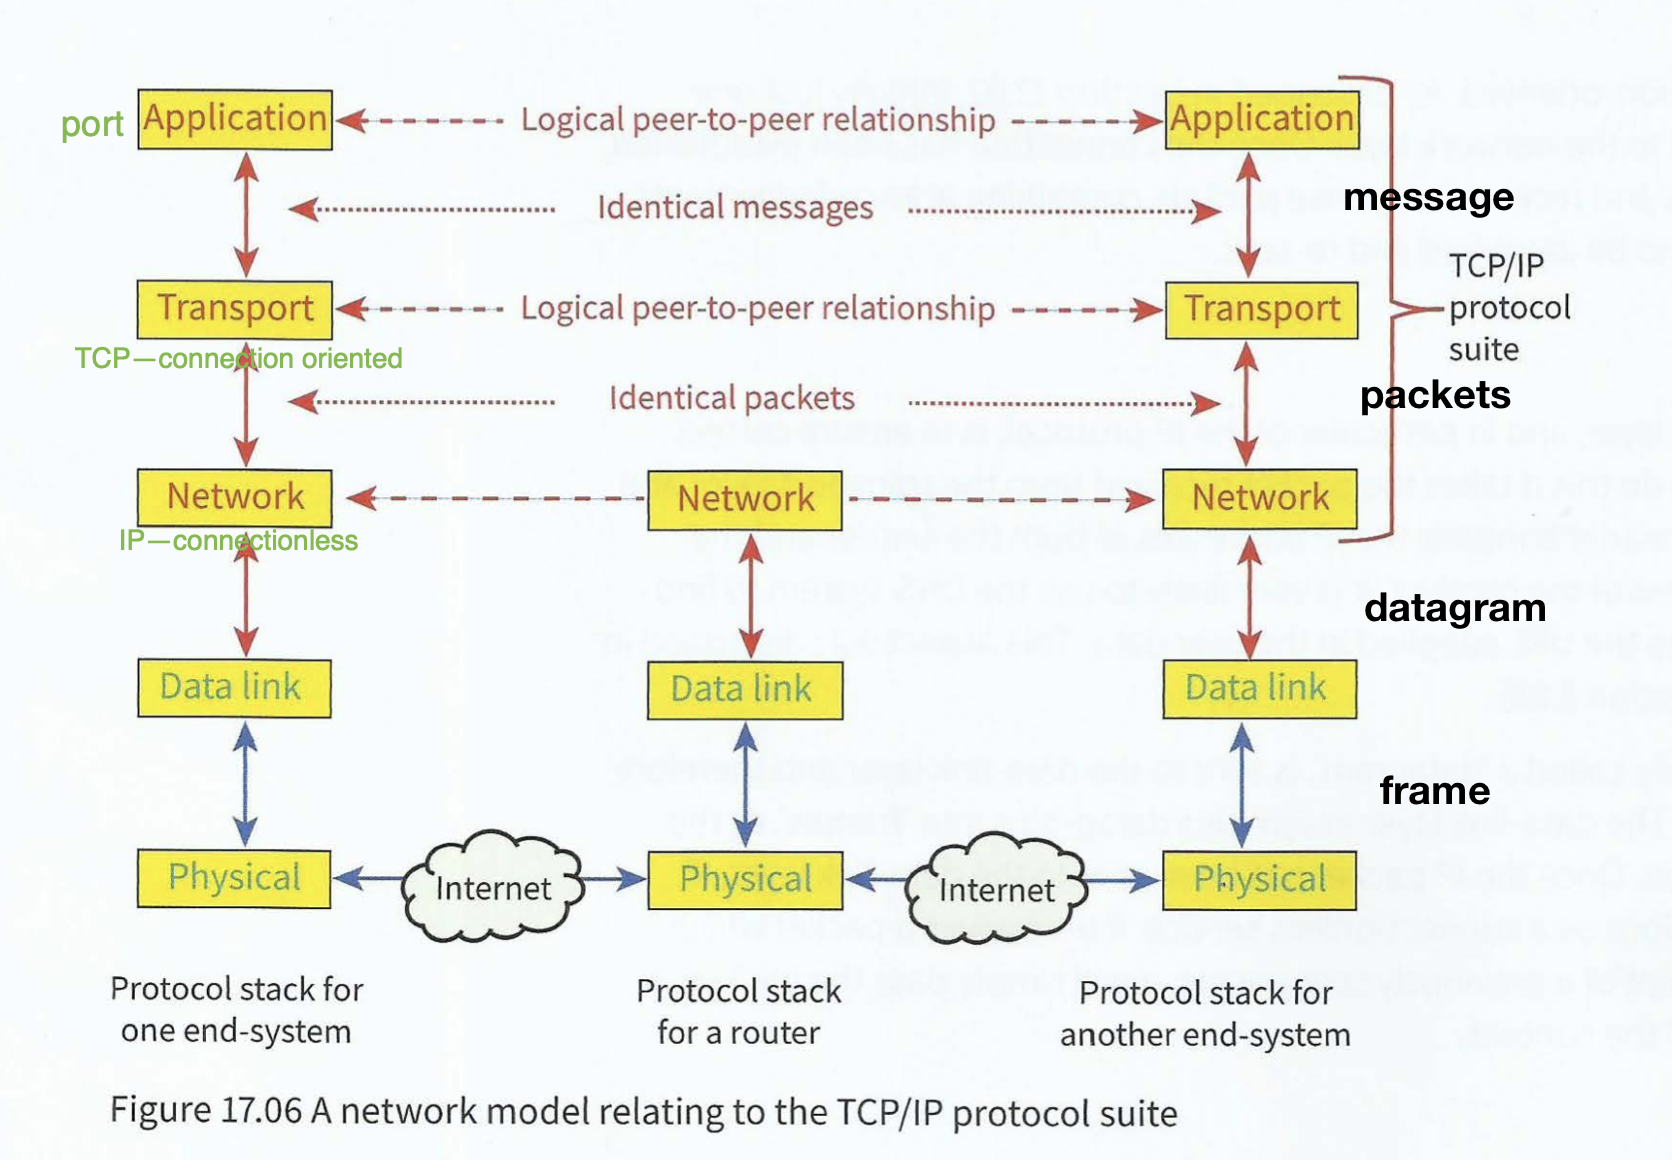 port
Application
Logical peer-to-peer relationship
Application
Identical messages
message
TCP/IP
protocol
suite
Transport
Logical peer-to-peer relationship
Transport
TCP—connection oriented
Identical packets
packets
Network
Network
Network
IP—connectionless
datagram
Data link
Data link
Data link
frame
Physical
Internet
Physical
Internet
Physical
Protocol stack for
one end-system
Protocol stack
for a router
Protocol stack for
another end-system
Figure 17.06 A network model relating to the TCP/IP protocol suite